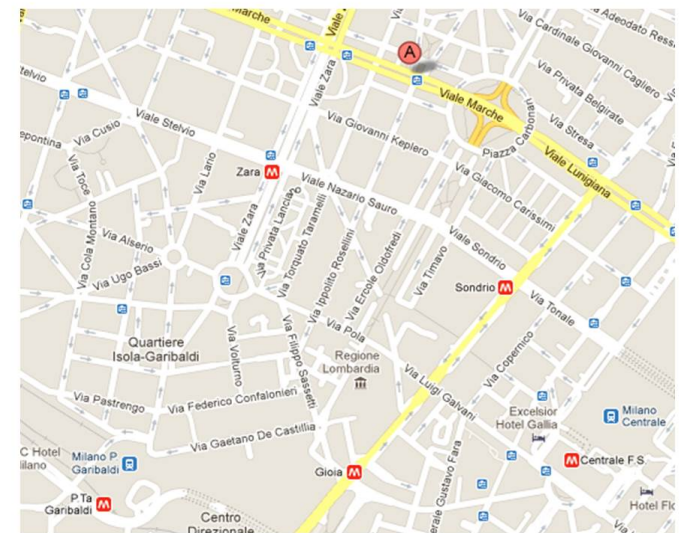 Marche
Viale
Via Cardinale Giovanni Cagliero
A
Viale Zara
Via Privata Belgirate
Viale Marche
Via Stresa
Viale Stelvio
Via Giovanni Keplero
Piazza Carbonari
Viale Lunigiana
Via Cusio
Via Lario
Via Toce
Zara
M
Viale Nazario Sauro
Via Giacomo Carissimi
Via Cola Montano
Via Privata Lancia
Via Torquato Taramelli
Viale Zara
Via Alserio
Via Ippolito Rosellini
Via Ercole Oldofredi
Via Timavo
Viale Sondrio
Via Ugo Bassi
Sondrio
M
Via Tonale
Via Pola
Quartiere
Isola-Garibaldi
Via Volturno
Via Filippo Sassetti
Regione
Lombardia
Via Copernico
Via Luigi Galvani
Via Pastrengo
Via Federico Confalonieri
Excelsior
Hotel Gallia
Milano
Centrale
Via Gaetano De Castillia
C Hotel
Milano P
Garibaldi
Gioia
M
M
Centrale F.S.
P.Ta
Garibaldi
M
Centro
Direzionale
Hotel Flo
Via